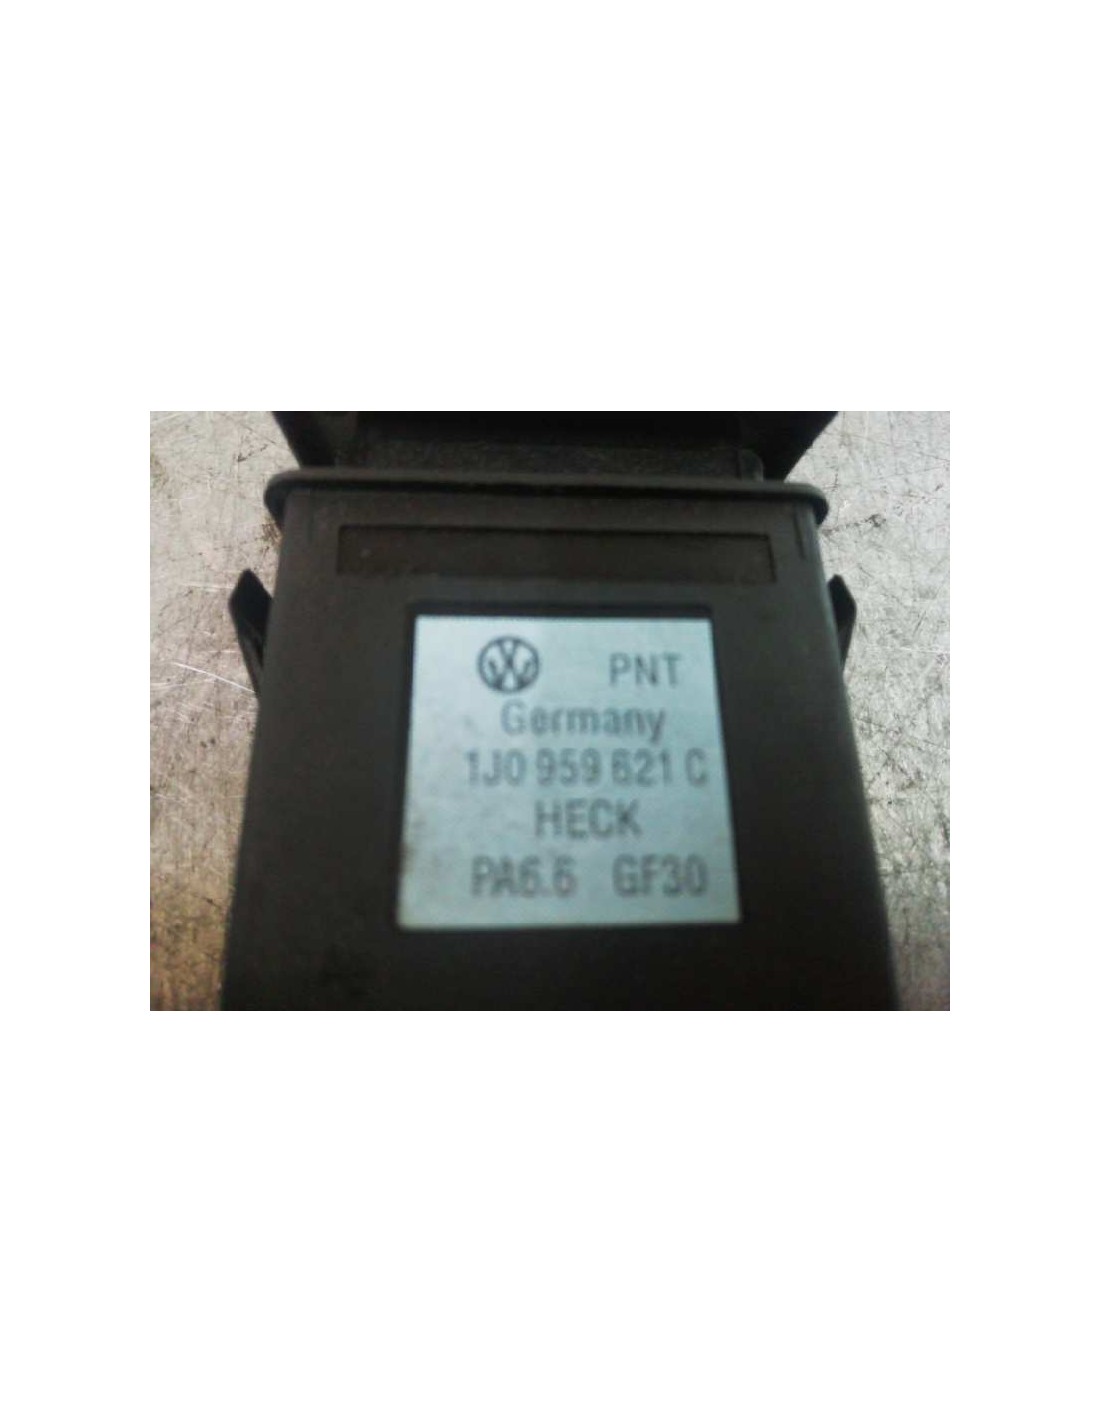 PNT
Germany
1J0 959 621 C
HECK
PA6.6 GF30